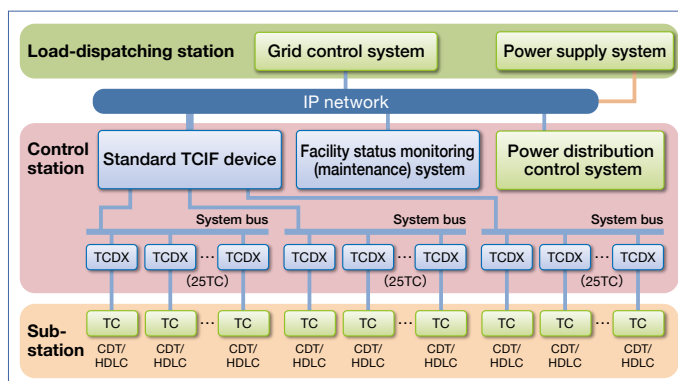 Load-dispatching station
Grid control system
Power supply system
IP network
Control
station
Standard TCIF device
Facility status monitoring
(maintenance) system
Power distribution
control system
System bus
System bus
System bus
TCDX TCDX ··· TCDX TCDX TCDX ··· TCDX TCDX TCDX ··· TCDX
(25TC) (25TC) (25TC)
Sub-
station
TC TC ··· TC TC TC ··· TC TC TC ··· TC
CDT/ CDT/ CDT/ CDT/ CDT/ CDT/ CDT/ CDT/ CDT/
HDLC HDLC HDLC HDLC HDLC HDLC HDLC HDLC HDLC